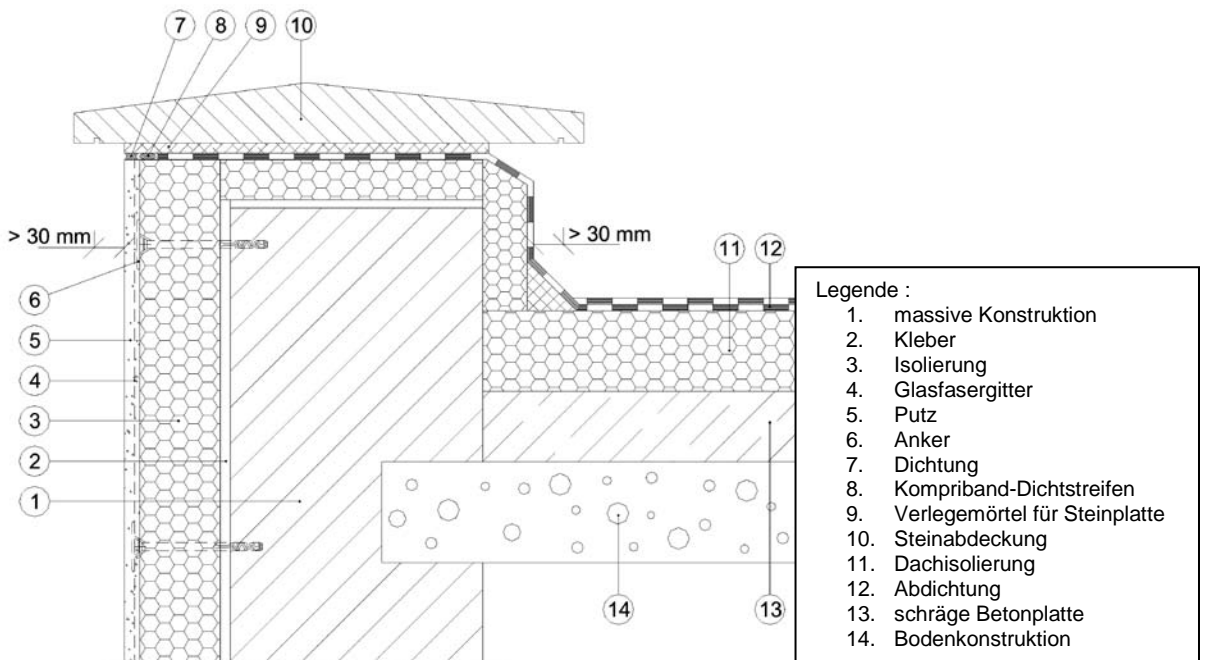 7 8 9 10
> 30 mm > 30 mm
11 12
6
5
4
3
2
1
14 13
Legende :
1. massive Konstruktion
2. Kleber
3. Isolierung
4. Glasfasergitter
5. Putz
6. Anker
7. Dichtung
8. Kompriband-Dichtstreifen
9. Verlegemörtel für Steinplatte
10. Steinabdeckung
11. Dachisolierung
12. Abdichtung
13. schräge Betonplatte
14. Bodenkonstruktion